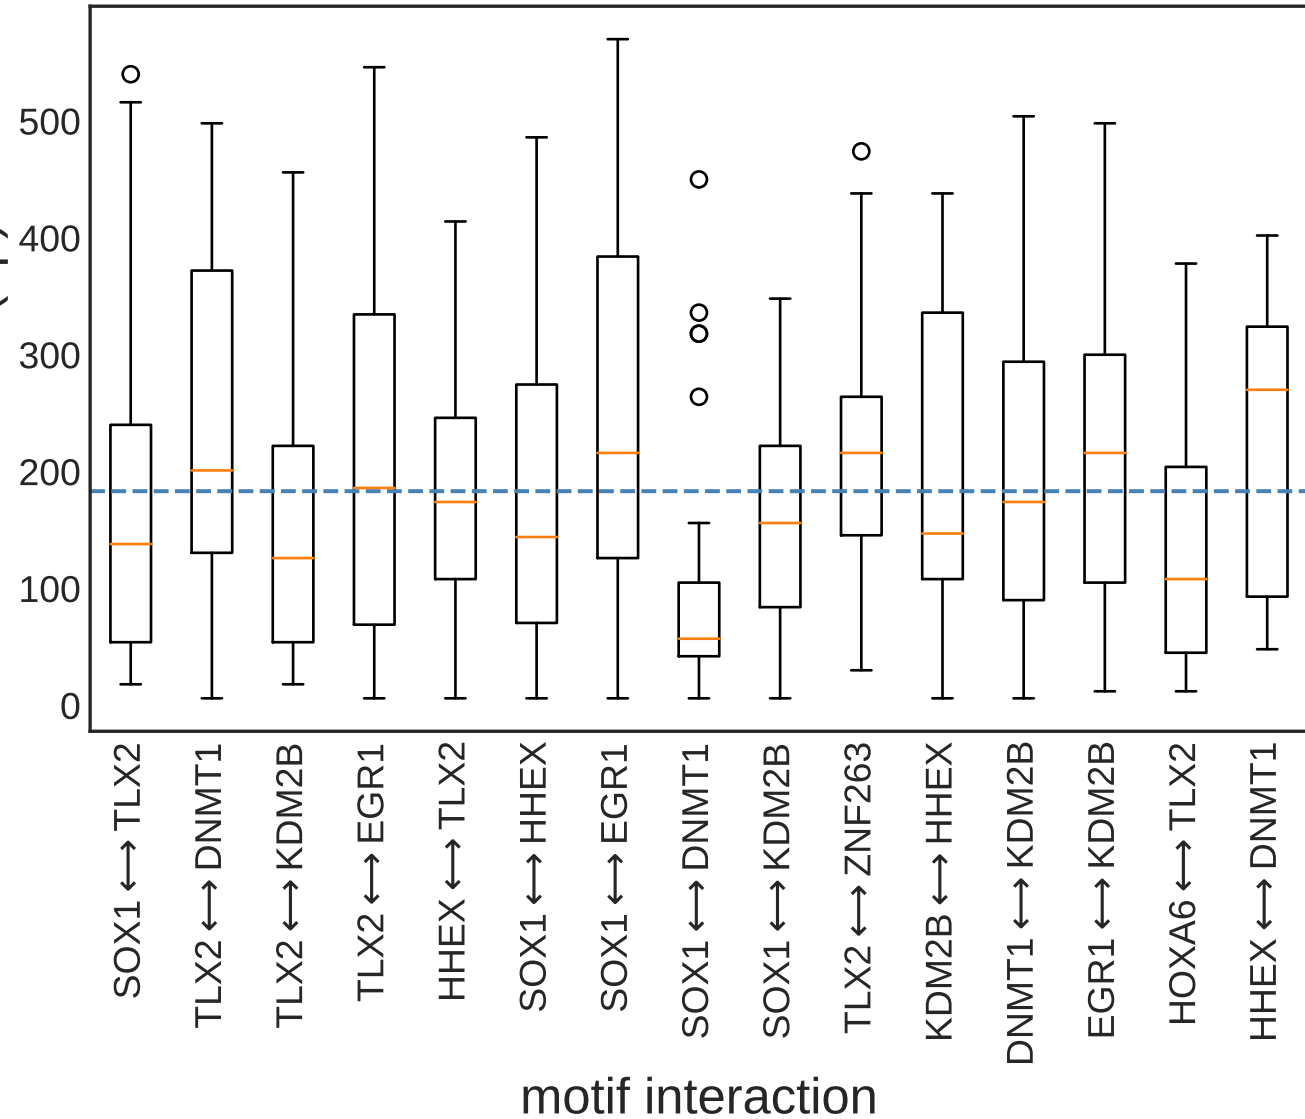 500
400
300
200
100
0
SOX1⟷TLX2
TLX2⟷DNMT1
TLX2⟷KDM2B
TLX2⟷EGR1
HHEX⟷TLX2
SOX1⟷HHEX
SOX1⟷EGR1
SOX1⟷DNMT1
SOX1⟷KDM2B
TLX2⟷ZNF263
KDM2B⟷HHEX
DNMT1⟷KDM2B
EGR1⟷KDM2B
HOXA6⟷TLX2
HHEX⟷DNMT1
motif interaction